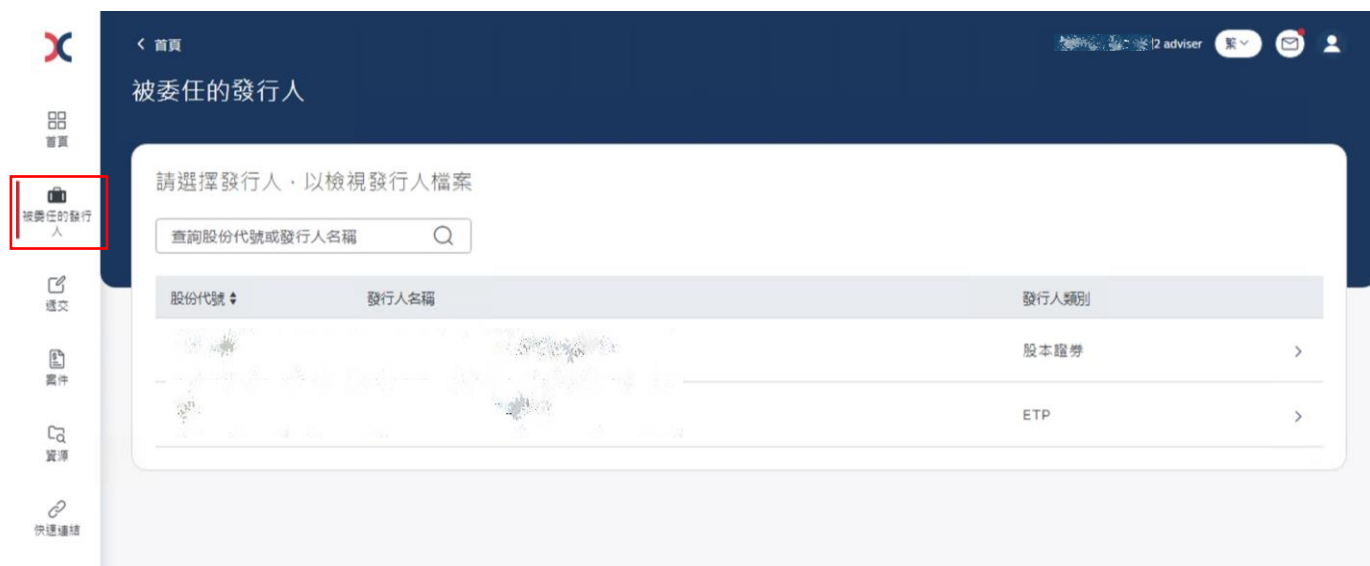 首頁
2 adviser
繁
被委任的發行人
首頁
被委任的發行
人
遞交
案件
資源
快速連結
請選擇發行人，以檢視發行人檔案
查詢股份代號或發行人名稱
股份代號 發行人名稱 發行人類別
股本證券
ETP